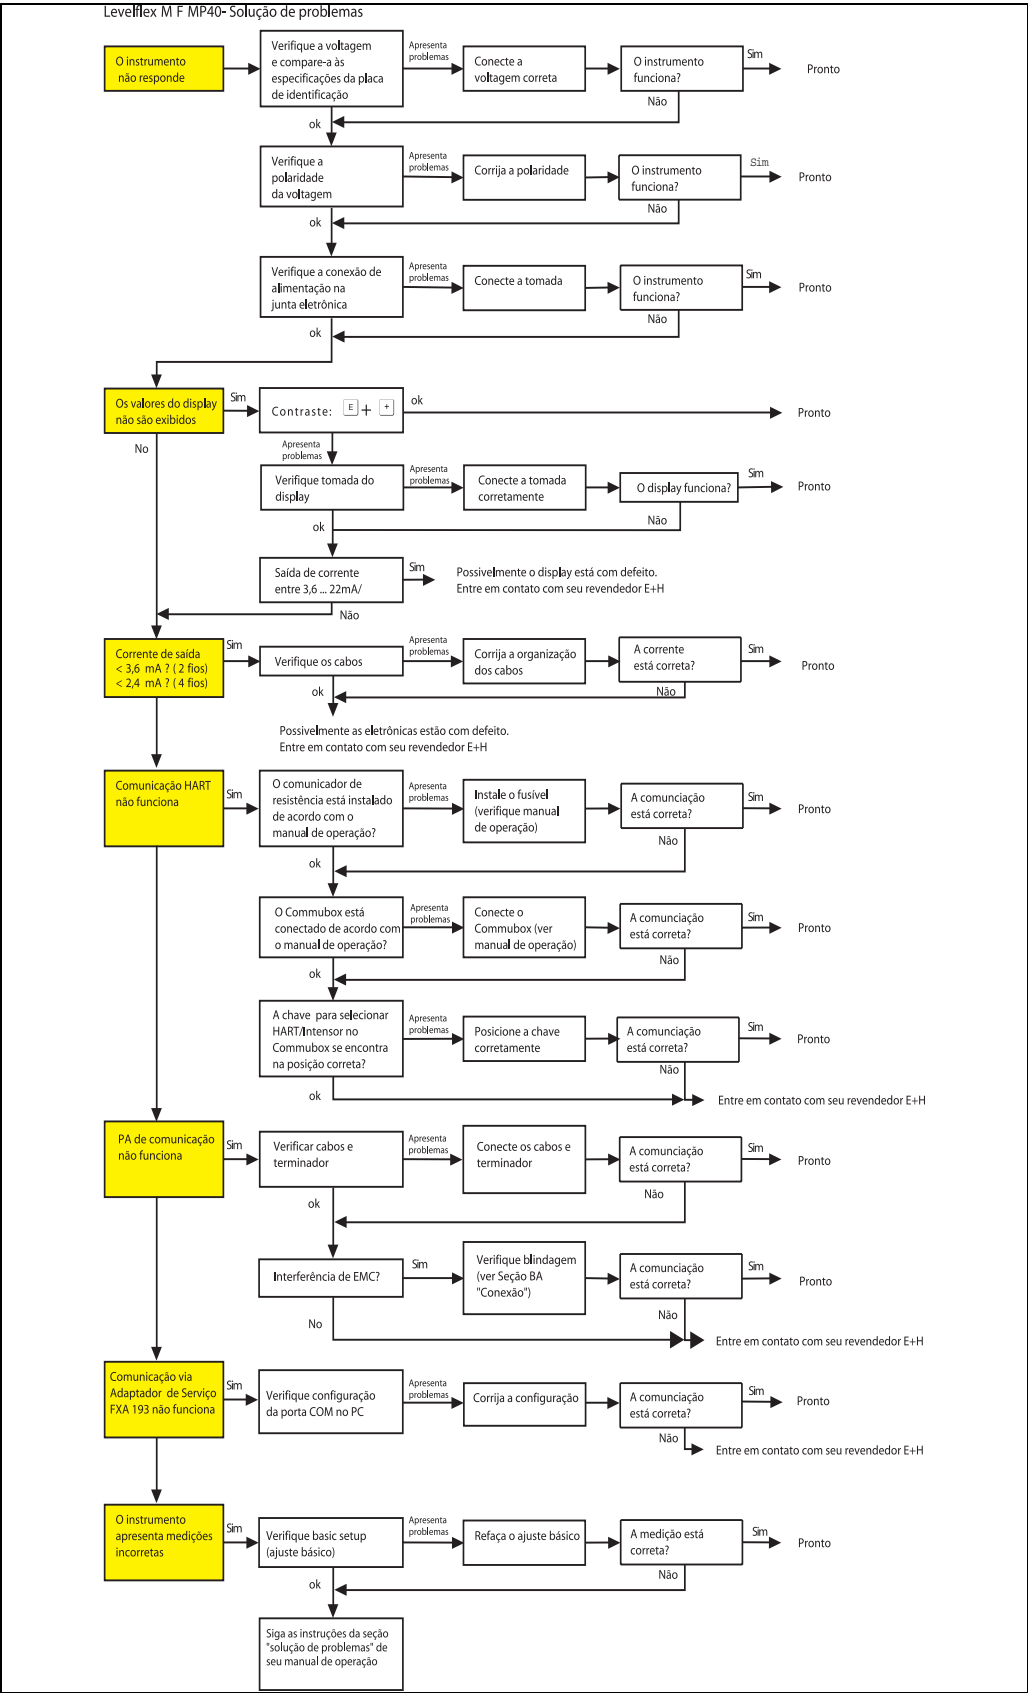 Levelflex M F MP40- Solução de problemas
O instrumento
não responde
Verifique a voltagem
e compare-a às
especificações da placa
de identificação
Apresenta
problemas
Conecte a
voltagem correta
O instrumento
funciona?
Sim
Pronto
Não
ok
Verifique a
polaridade
da voltagem
Apresenta
problemas
Corrija a polaridade
O instrumento
funciona?
Sim
Pronto
Não
ok
Verifique a conexão de
alimentação na
junta eletrônica
Apresenta
problemas
Conecte a tomada
O instrumento
funciona?
Sim
Pronto
Não
ok
Os valores do display
não são exibidos
Sim
Contraste: E + +
ok
Pronto
No
Apresenta
problemas
Verifique tomada do
display
Apresenta
problemas
Conecte a tomada
corretamente
O display funciona?
Sim
Pronto
Não
ok
Saída de corrente
entre 3,6 ... 22mA/
Sim
Possivelmente o display está com defeito.
Entre em contato com seu revendedor E+H
Não
Corrente de saída
< 3,6 mA ? ( 2 fios)
< 2,4 mA ? ( 4 fios)
Sim
Verifique os cabos
Apresenta
problemas
Corrija a organização
dos cabos
A corrente
está correta?
Sim
Pronto
Não
ok
Possivelmente as eletrônicas estão com defeito.
Entre em contato com seu revendedor E+H
Comunicação HART
não funciona
Sim
O comunicador de
resistência está instalado
de acordo com o
manual de operação?
Apresenta
problemas
Instale o fusível
(verifique manual
de operação)
A comunciação
está correta?
Sim
Pronto
Não
ok
O Commubox está
conectado de acordo com
o manual de operação?
Apresenta
problemas
Conecte o
Commubox (ver
manual de operação)
A comunciação
está correta?
Sim
Pronto
Não
ok
A chave para selecionar
HART/Intensor no
Commubox se encontra
na posição correta?
Apresenta
problemas
Posicione a chave
corretamente
A comunciação
está correta?
Sim
Pronto
Não
ok
Entre em contato com seu revendedor E+H
PA de comunicação
não funciona
Sim
Verificar cabos e
terminador
Apresenta
problemas
Conecte os cabos e
terminador
A comunciação
está correta?
Sim
Pronto
Não
ok
Interferência de EMC?
Sim
Verifique blindagem
(ver Seção BA
"Conexão")
A comunciação
está correta?
Sim
Pronto
Não
No
Entre em contato com seu revendedor E+H
Comunicação via
Adaptador de Serviço
FXA 193 não funciona
Sim
Verifique configuração
da porta COM no PC
Apresenta
problemas
Corrija a configuração
A comunciação
está correta?
Sim
Pronto
Não
Entre em contato com seu revendedor E+H
O instrumento
apresenta medições
incorretas
Sim
Verifique basic setup
(ajuste básico)
Apresenta
problemas
Refaça o ajuste básico
A medição está
correta?
Sim
Pronto
Não
ok
Siga as instruções da seção
"solução de problemas" de
seu manual de operação